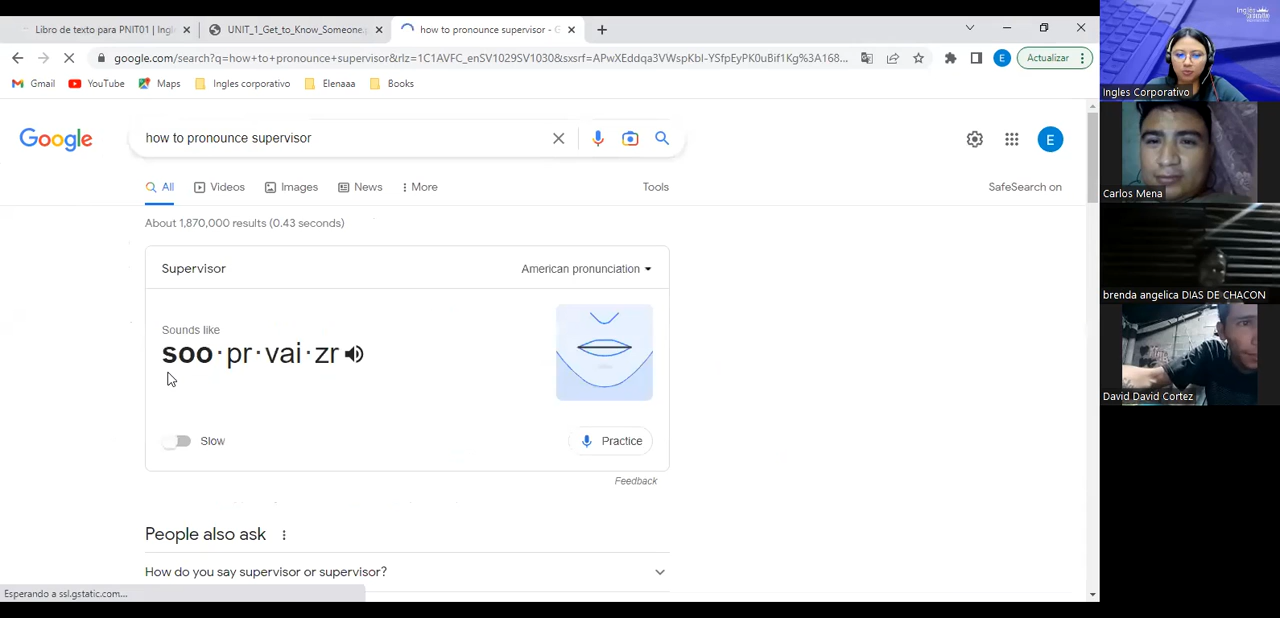 Libro de texto para PNIT01 | Ingl
UNIT_1_Get_to_Know_Someone.p
how to pronounce supervisor - G
google.com/search?q=how+to+pronounce+supervisor&rlz=1C1AVFC_enSV1029SV1030&sxsrf=APwXEddqa3VWspKbI-YSfpEyPK0uBif1Kg%3A168...
E
Actualizar
Gmail
YouTube
Maps
Ingles corporativo
Elenaaa
Books
Google
how to pronounce supervisor
E
All
Videos
Images
News
More
Tools
SafeSearch on
About 1,870,000 results (0.43 seconds)
Supervisor
American pronunciation
Sounds like
soo·pr·vai·zr
Slow
Practice
Feedback
People also ask
How do you say supervisor or supervisor?
Esperando a ssl.gstatic.com...
Ingles Corporativo
Carlos Mena
brenda angelica DIAS DE CHACON
David David Cortez